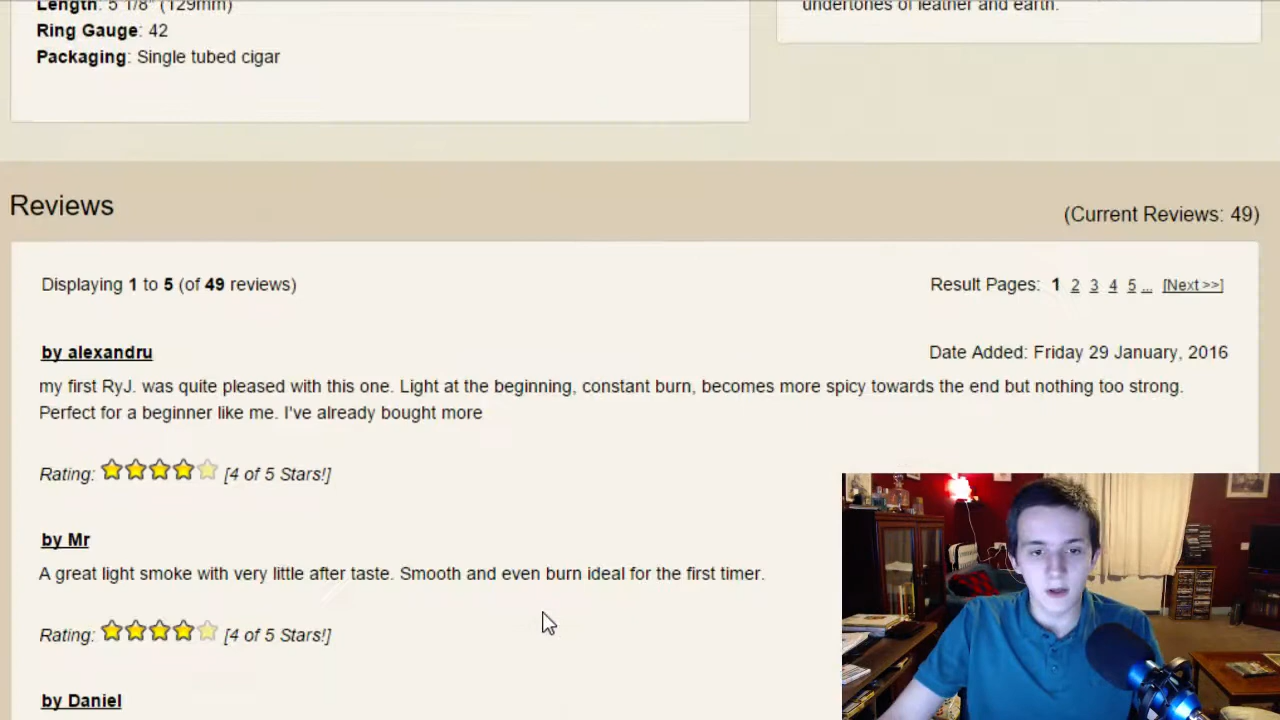 Length: 5 1/8" (129mm)
undertones of leather and earth.
Ring Gauge: 42
Packaging: Single tubed cigar
Reviews
(Current Reviews: 49)
Displaying 1 to 5 (of 49 reviews)
Result Pages: 1 2 3 4 5 ... [Next >>]
by alexandru
Date Added: Friday 29 January, 2016
my first RyJ. was quite pleased with this one. Light at the beginning, constant burn, becomes more spicy towards the end but nothing too strong.
Perfect for a beginner like me. I've already bought more
Rating: [4 of 5 Stars!]
by Mr
A great light smoke with very little after taste. Smooth and even burn ideal for the first timer.
Rating: [4 of 5 Stars!]
by Daniel